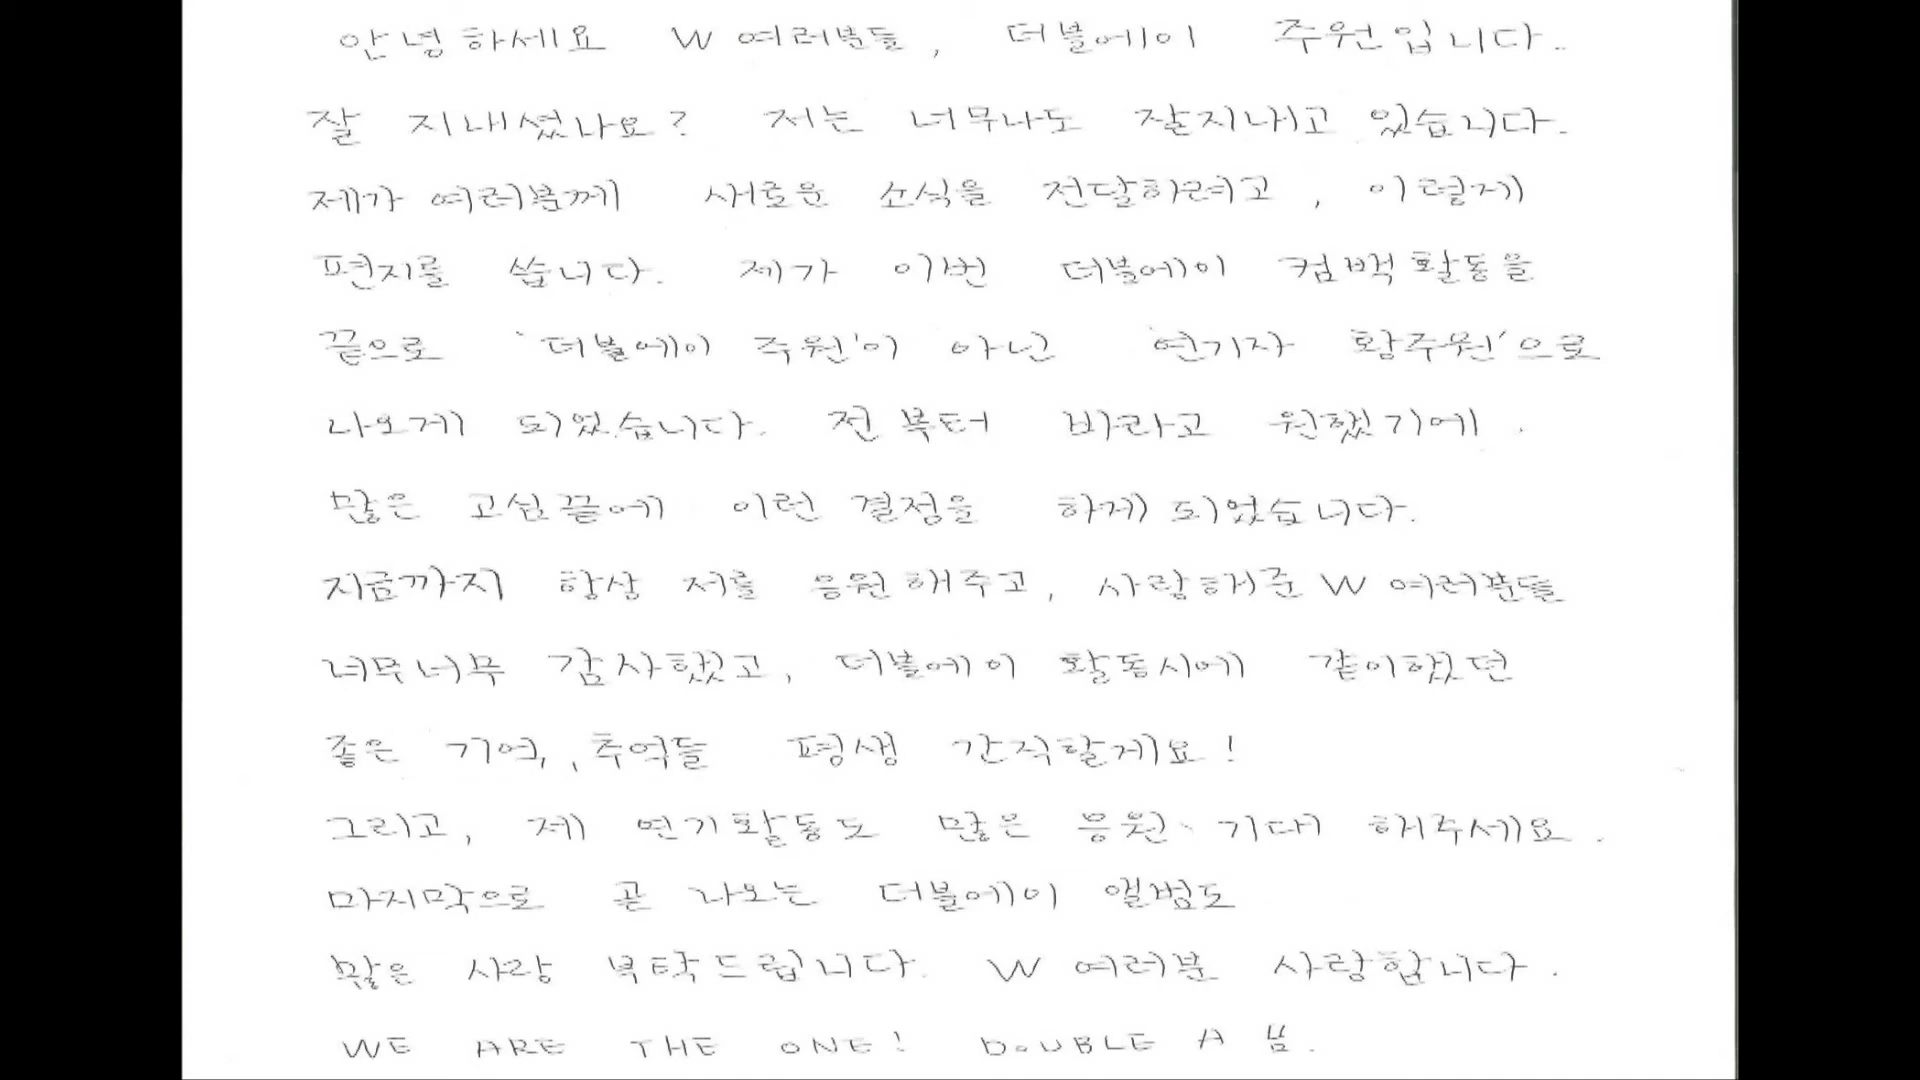 안녕하세요 W 여러분들, 더블에이 주원입니다.
잘 지내셨나요? 저는 너무나도 잘지내고 있습니다.
제가 여러분께 새로운 소식을 전달하려고, 이렇게
편지를 씁니다. 제가 이번 더블에이 컴백활동을
끝으로 '더블에이 주원'이 아닌 '연기자 황주원'으로
나오게 되었습니다. 전부터 바라고 원했기에.
많은 고심끝에 이런 결정을 하게 되었습니다.
지금까지 항상 저를 응원해주고, 사랑해준 W 여러분들
너무너무 감사했고, 더블에이 활동시에 같이했던
좋은 기억, 추억들 평생 간직할게요!
그리고, 제 연기활동도 많은 응원 기대 해주세요.
마지막으로 곧 나오는 더블에이 앨범도
많은 사랑 부탁드립니다. W 여러분 사랑합니다.
WE ARE THE ONE! DOUBLE A